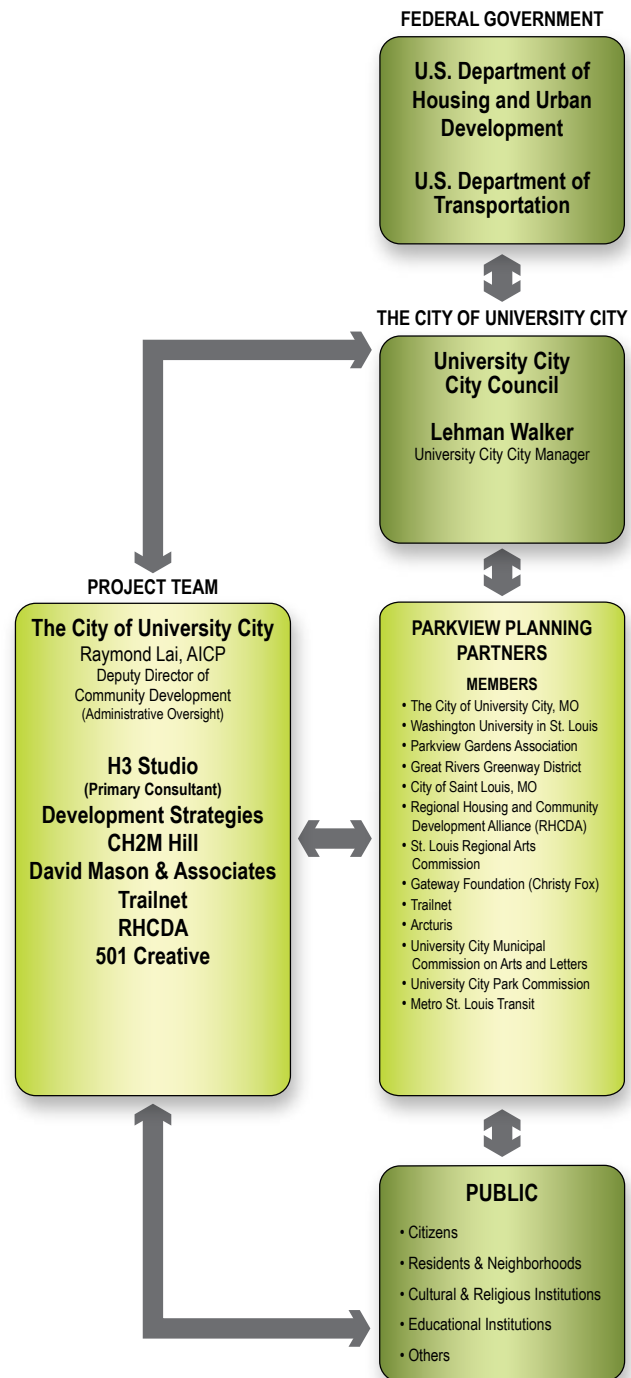 FEDERAL GOVERNMENT
U.S. Department of
Housing and Urban
Development
U.S. Department of
Transportation
THE CITY OF UNIVERSITY CITY
University City
City Council
Lehman Walker
University City City Manager
PROJECT TEAM
The City of University City
Raymond Lai, AICP
Deputy Director of
Community Development
(Administrative Oversight)
H3 Studio
(Primary Consultant)
Development Strategies
CH2M Hill
David Mason & Associates
Trailnet
RHCDA
501 Creative
PARKVIEW PLANNING
PARTNERS
MEMBERS
• The City of University City, MO
• Washington University in St. Louis
• Parkview Gardens Association
• Great Rivers Greenway District
• City of Saint Louis, MO
• Regional Housing and Community
Development Alliance (RHCDA)
• St. Louis Regional Arts
Commission
• Gateway Foundation (Christy Fox)
• Trailnet
• Arcturis
• University City Municipal
Commission on Arts and Letters
• University City Park Commission
• Metro St. Louis Transit
PUBLIC
• Citizens
• Residents & Neighborhoods
• Cultural & Religious Institutions
• Educational Institutions
• Others